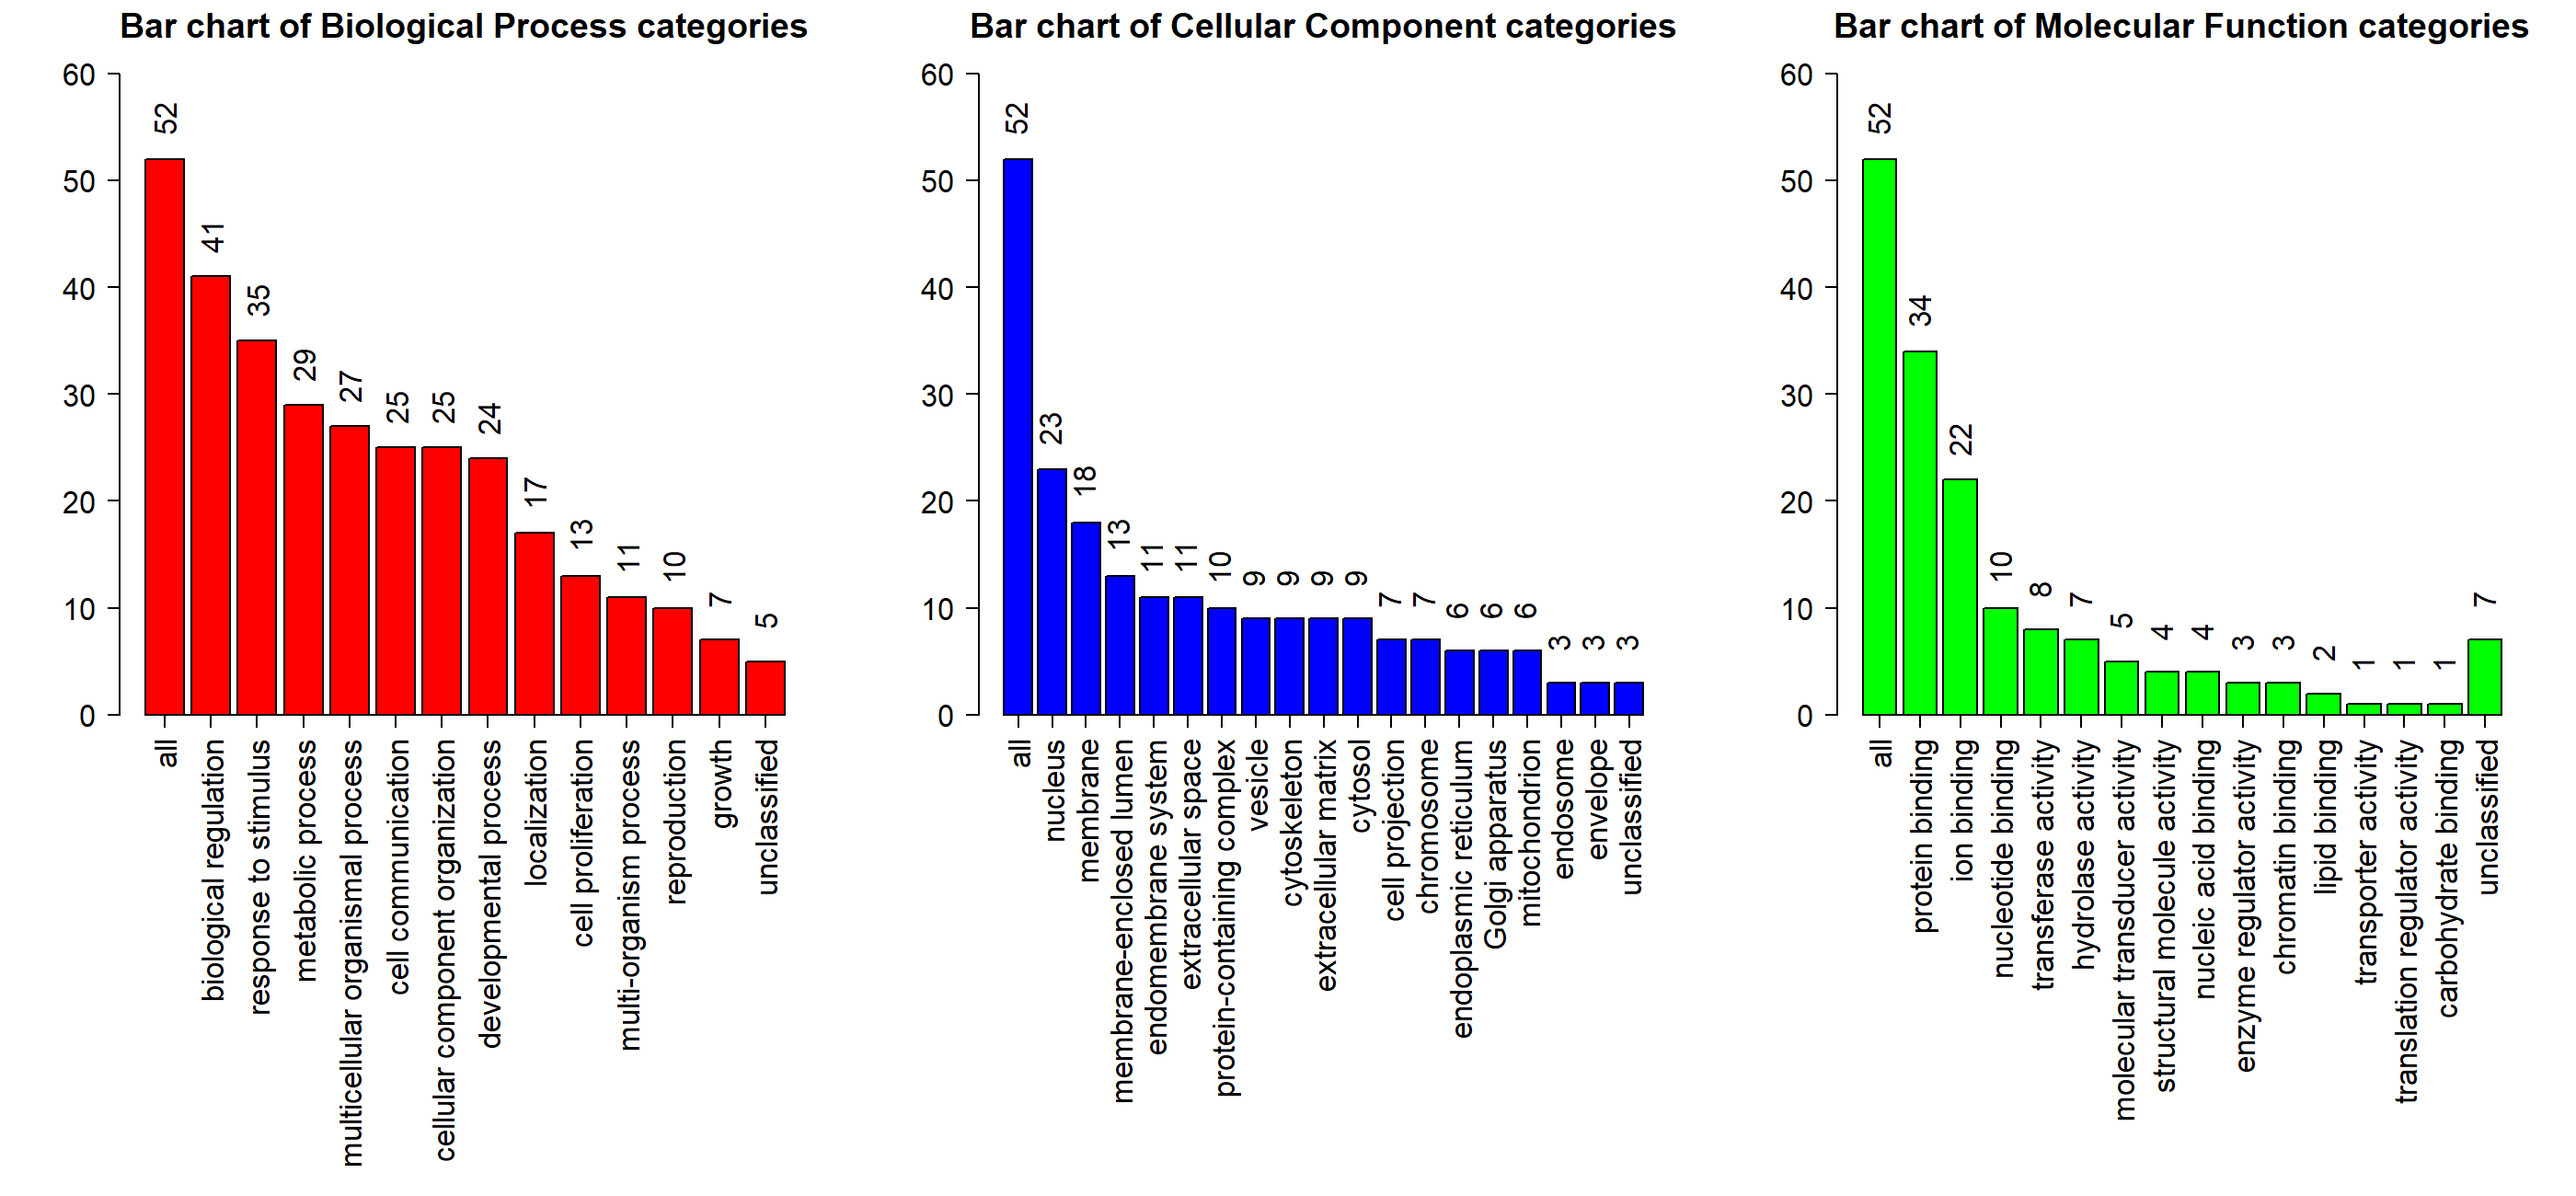 Bar chart of Biological Process categories
60
50
40
30
20
10
0
52
41
35
29
27
25
25
24
17
13
11
10
7
5
all
biological regulation
response to stimulus
metabolic process
multicellular organismal process
cell communication
cellular component organization
developmental process
localization
cell proliferation
multi-organism process
reproduction
growth
unclassified
Bar chart of Cellular Component categories
60
50
40
30
20
10
0
52
23
18
13
11
11
10
9
9
9
9
7
7
6
6
6
3
3
3
all
nucleus
membrane
membrane-enclosed lumen
endomembrane system
extracellular space
protein-containing complex
vesicle
cytoskeleton
extracellular matrix
cytosol
cell projection
chromosome
endoplasmic reticulum
Golgi apparatus
mitochondrion
endosome
envelope
unclassified
Bar chart of Molecular Function categories
60
50
40
30
20
10
0
52
34
22
10
8
7
5
4
4
3
3
2
1
1
1
7
all
protein binding
ion binding
nucleotide binding
transferase activity
hydrolase activity
molecular transducer activity
structural molecule activity
nucleic acid binding
enzyme regulator activity
chromatin binding
lipid binding
transporter activity
translation regulator activity
carbohydrate binding
unclassified